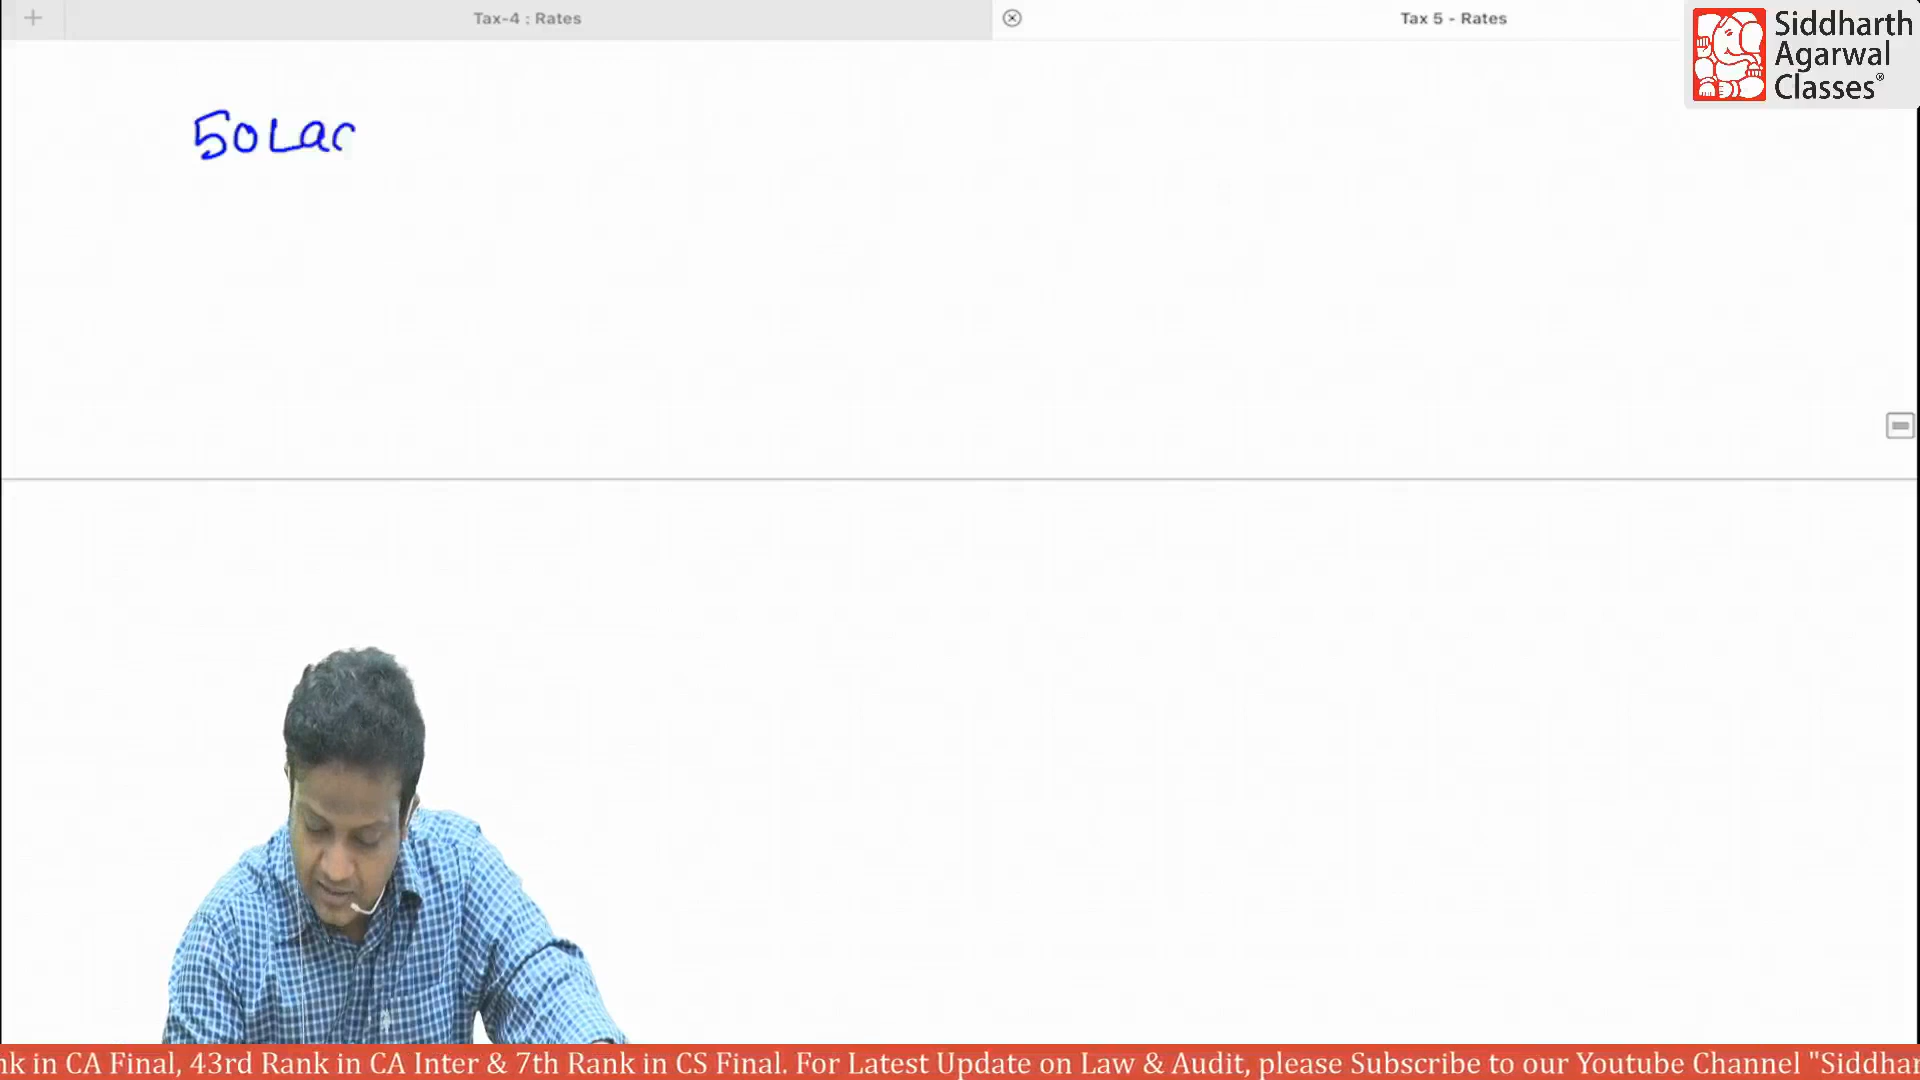 Tax-4 : Rates
Tax 5 - Rates
Siddharth
Agarwal
Classes®
50 Lac
nk in CA Final, 43rd Rank in CA Inter & 7th Rank in CS Final. For Latest Update on Law & Audit, please Subscribe to our Youtube Channel "Siddhar